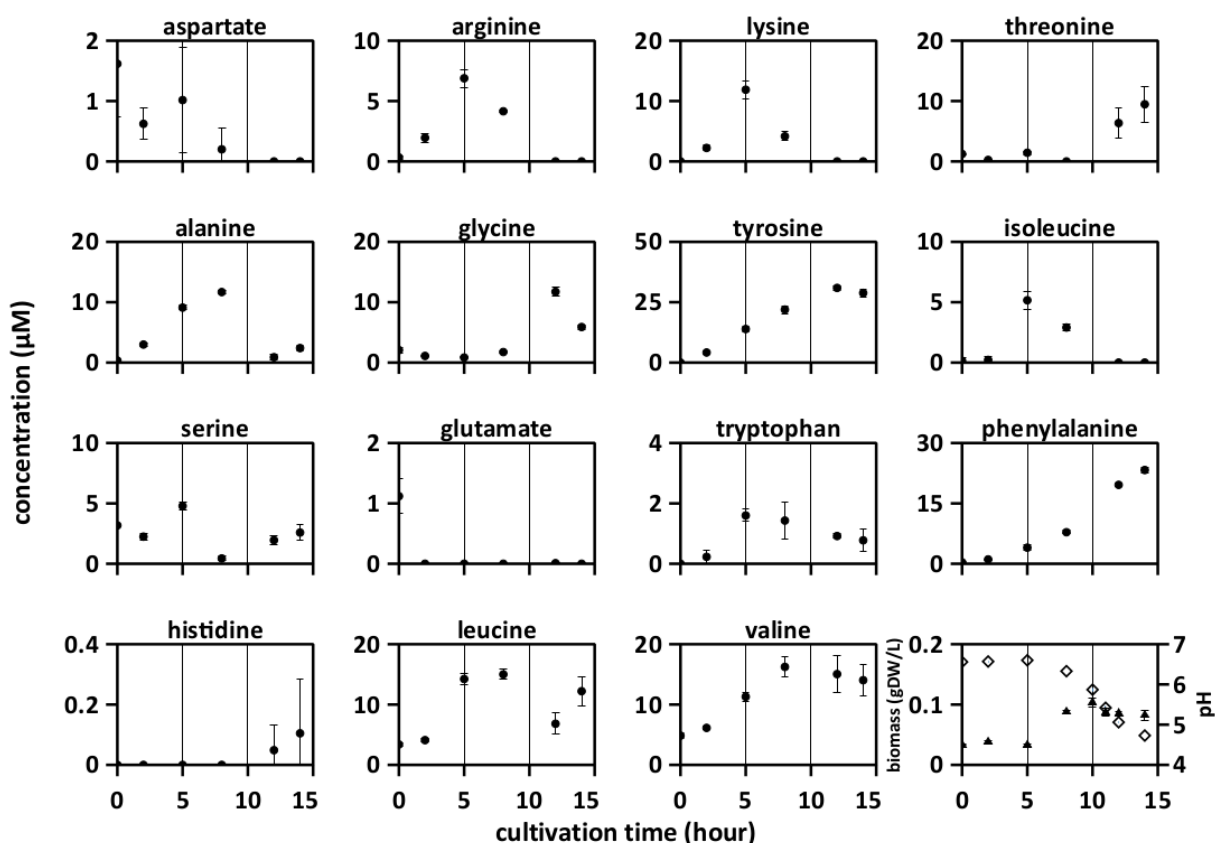 aspartate arginine lysine threonine
2 10 20 20
1 5 10 10
0 0 0 0
alanine glycine tyrosine isoleucine
20 20 50 10
10 10 25 5
0 0 0 0
serine glutamate tryptophan phenylalanine
10 2 4 30
5 1 2 15
0 0 0 0
histidine leucine valine
0.4 20 20 0.2 7
0.2 10 10 0.1 6
5
0 0 0 0 4
0 5 10 15 0 5 10 15 0 5 10 15 0 5 10 15
concentration (μM)
biomass (gDW/L)
pH
cultivation time (hour)